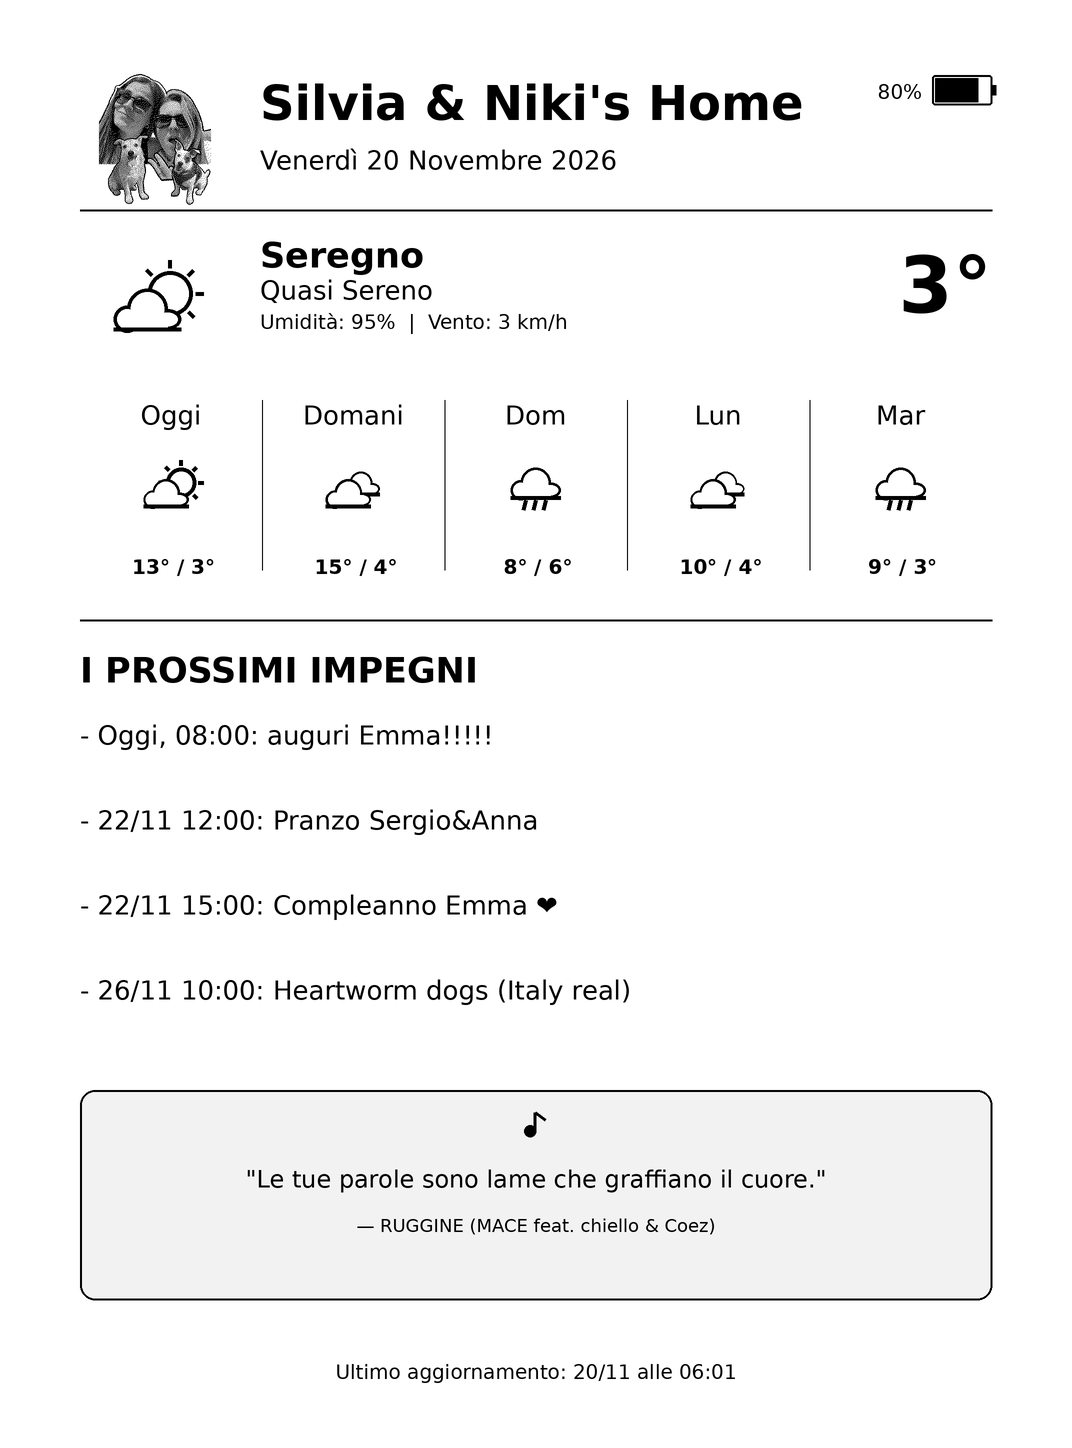 Silvia & Niki's Home
80%
Venerdì 20 Novembre 2026
Seregno
Quasi Sereno
Umidità: 95% | Vento: 3 km/h
3°
Oggi Domani Dom Lun Mar
13° / 3° 15° / 4° 8° / 6° 10° / 4° 9° / 3°
I PROSSIMI IMPEGNI
- Oggi, 08:00: auguri Emma!!!!!
- 22/11 12:00: Pranzo Sergio&Anna
- 22/11 15:00: Compleanno Emma ❤
- 26/11 10:00: Heartworm dogs (Italy real)
"Le tue parole sono lame che graffiano il cuore."
— RUGGINE (MACE feat. chiello & Coez)
Ultimo aggiornamento: 20/11 alle 06:01